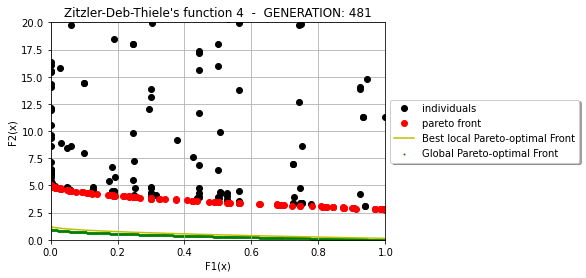 Zitzler-Deb-Thiele's function 4 - GENERATION: 481
20.0
17.5
15.0
12.5
10.0
7.5
5.0
2.5
0.0
F2(x)
0.0 0.2 0.4 0.6 0.8 1.0
F1(x)
individuals
pareto front
Best local Pareto-optimal Front
Global Pareto-optimal Front